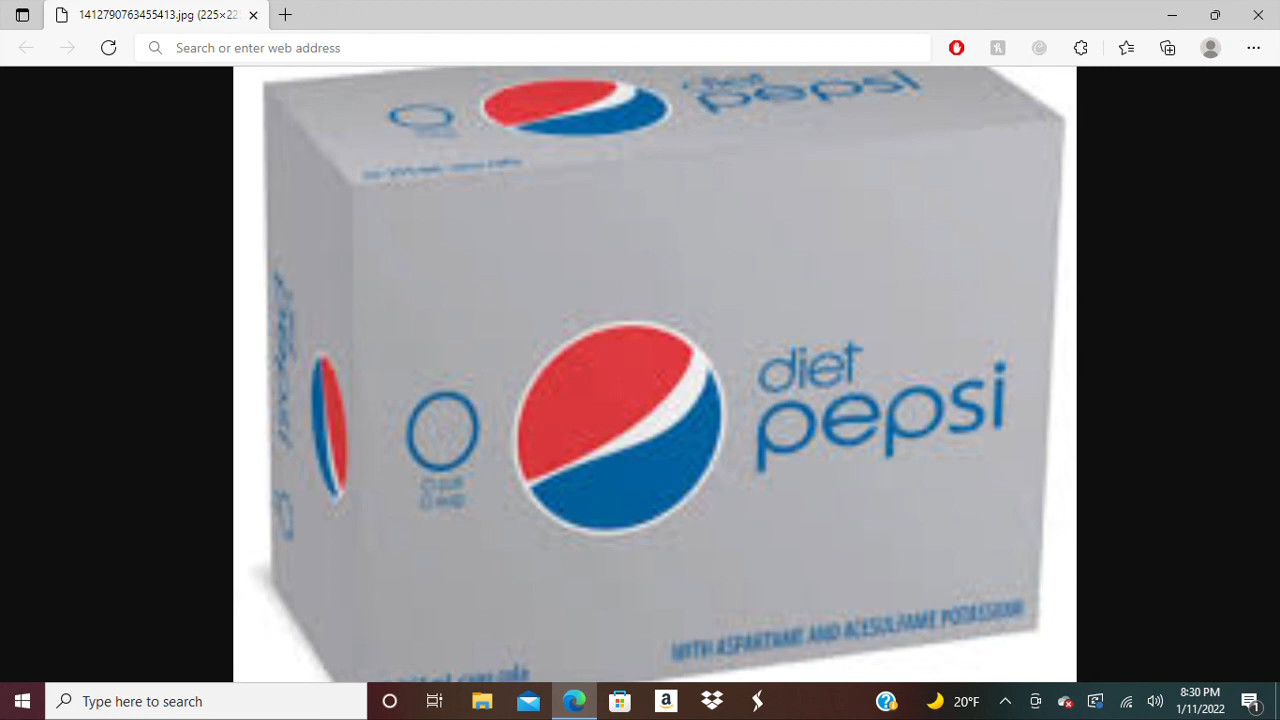 1412790763455413.jpg (225×22
Search or enter web address
diet
pepsi
diet
pepsi
WITH ASPARTAME AND ACESULFAME POTASSIUM
Type here to search
20°F
8:30 PM
1/11/2022
1